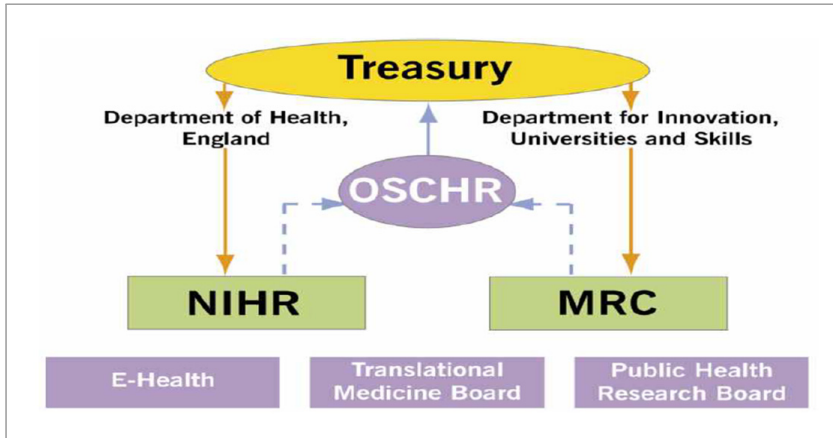 Treasury
Department of Health,
England
Department for Innovation,
Universities and Skills
OSCHR
NIHR
MRC
E-Health
Translational
Medicine Board
Public Health
Research Board